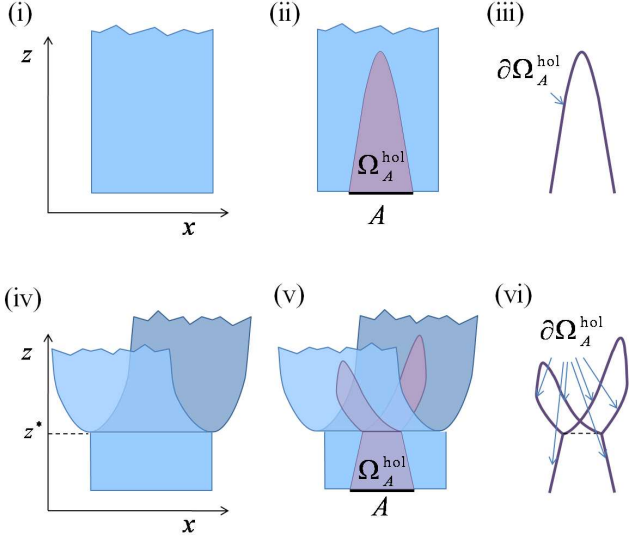 (i)
(ii)
(iii)
z
x
Ω_A^hol
A
∂Ω_A^hol
(iv)
(v)
(vi)
z
z*
x
Ω_A^hol
A
∂Ω_A^hol